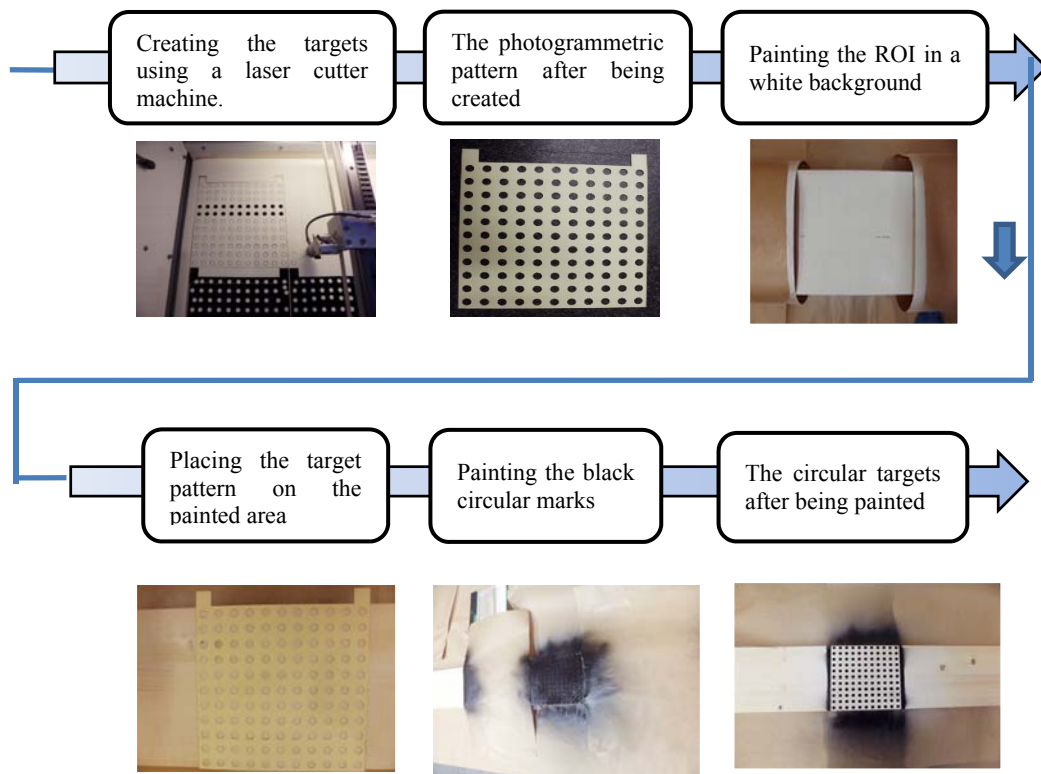 Creating the targets
using a laser cutter
machine.
The photogrammetric
pattern after being
created
Painting the ROI in a
white background
Placing the target
pattern on the
painted area
Painting the black
circular marks
The circular targets
after being painted